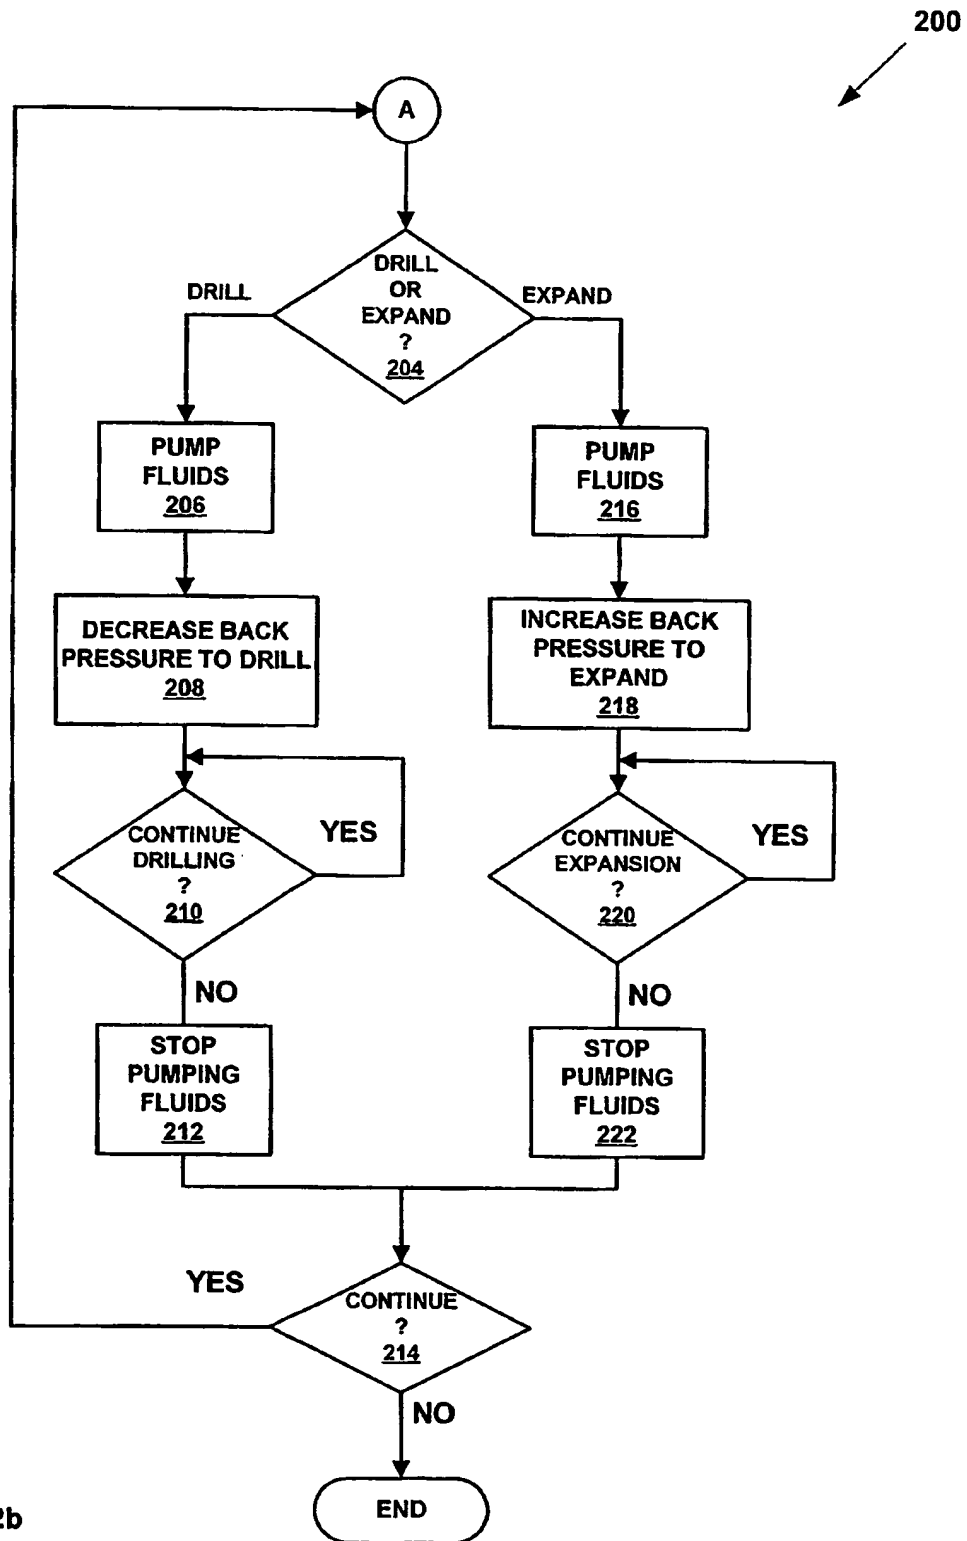 200
A
DRILL
OR
EXPAND
?
204
DRILL
EXPAND
PUMP
FLUIDS
206
PUMP
FLUIDS
216
DECREASE BACK
PRESSURE TO DRILL
208
INCREASE BACK
PRESSURE TO
EXPAND
218
CONTINUE
DRILLING
?
210
YES
CONTINUE
EXPANSION
?
220
YES
NO
NO
STOP
PUMPING
FLUIDS
212
STOP
PUMPING
FLUIDS
222
YES
CONTINUE
?
214
NO
END
2b